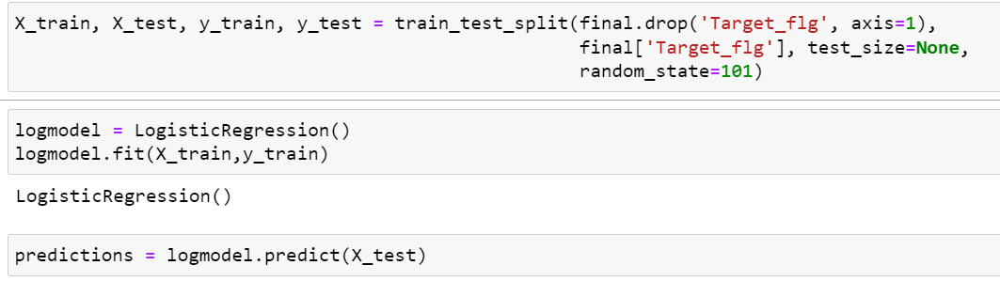 X_train, X_test, y_train, y_test = train_test_split(final.drop('Target_flg', axis=1),
final['Target_flg'], test_size=None,
random_state=101)
logmodel = LogisticRegression()
logmodel.fit(X_train,y_train)
LogisticRegression()
predictions = logmodel.predict(X_test)